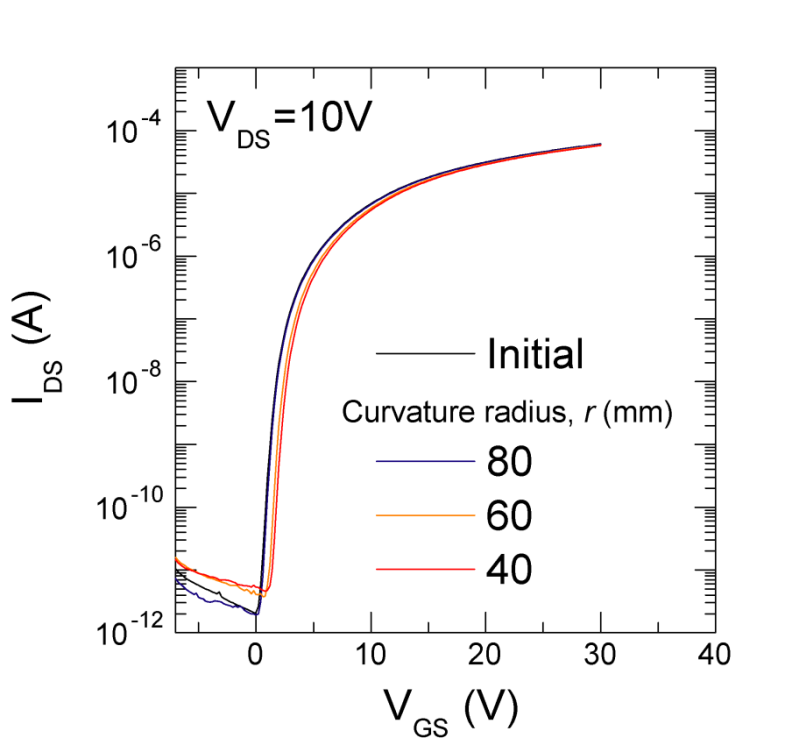 V_DS=10V
10^-4
10^-6
10^-8
10^-10
10^-12
I_DS (A)
Initial
Curvature radius, r (mm)
80
60
40
0 10 20 30 40
V_GS (V)